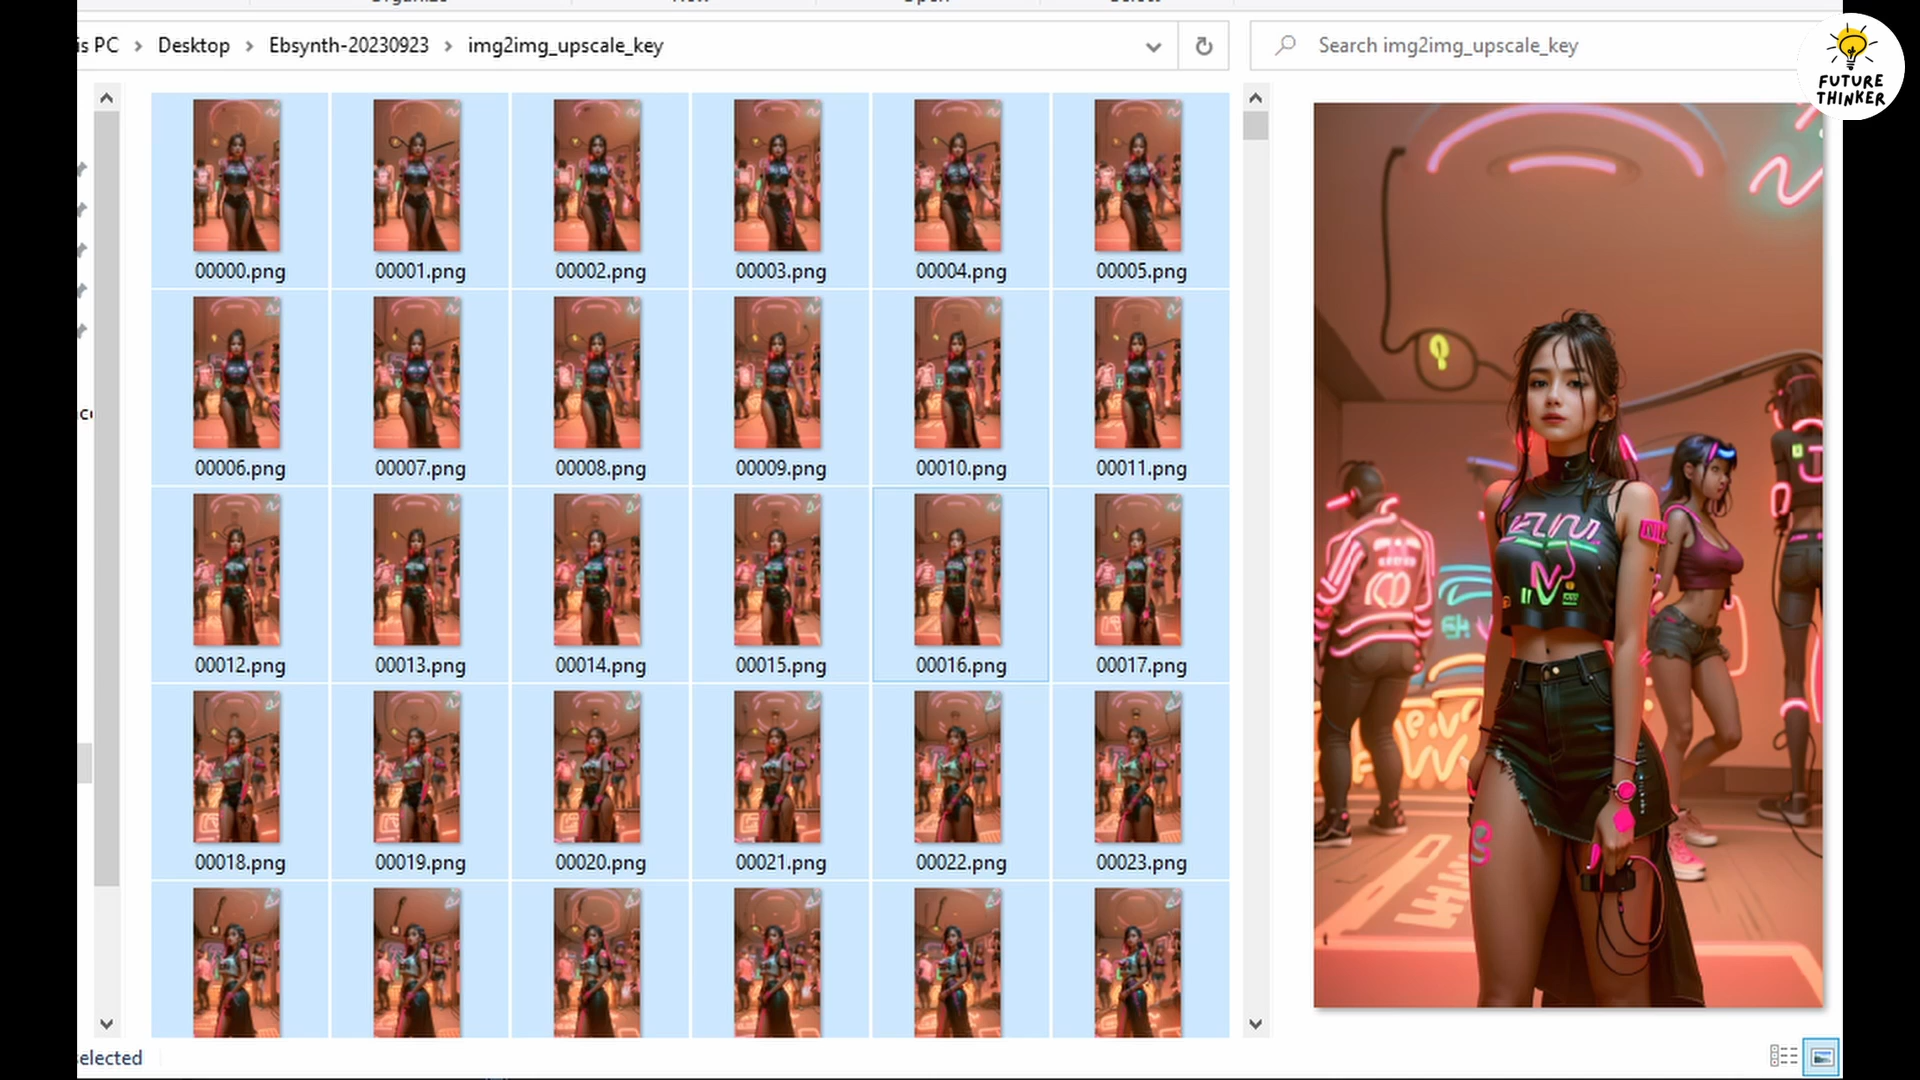 is PC > Desktop > Ebsynth-20230923 > img2img_upscale_key
Search img2img_upscale_key
FUTURE
THINKER
00000.png 00001.png 00002.png 00003.png 00004.png 00005.png
00006.png 00007.png 00008.png 00009.png 00010.png 00011.png
00012.png 00013.png 00014.png 00015.png 00016.png 00017.png
00018.png 00019.png 00020.png 00021.png 00022.png 00023.png
selected